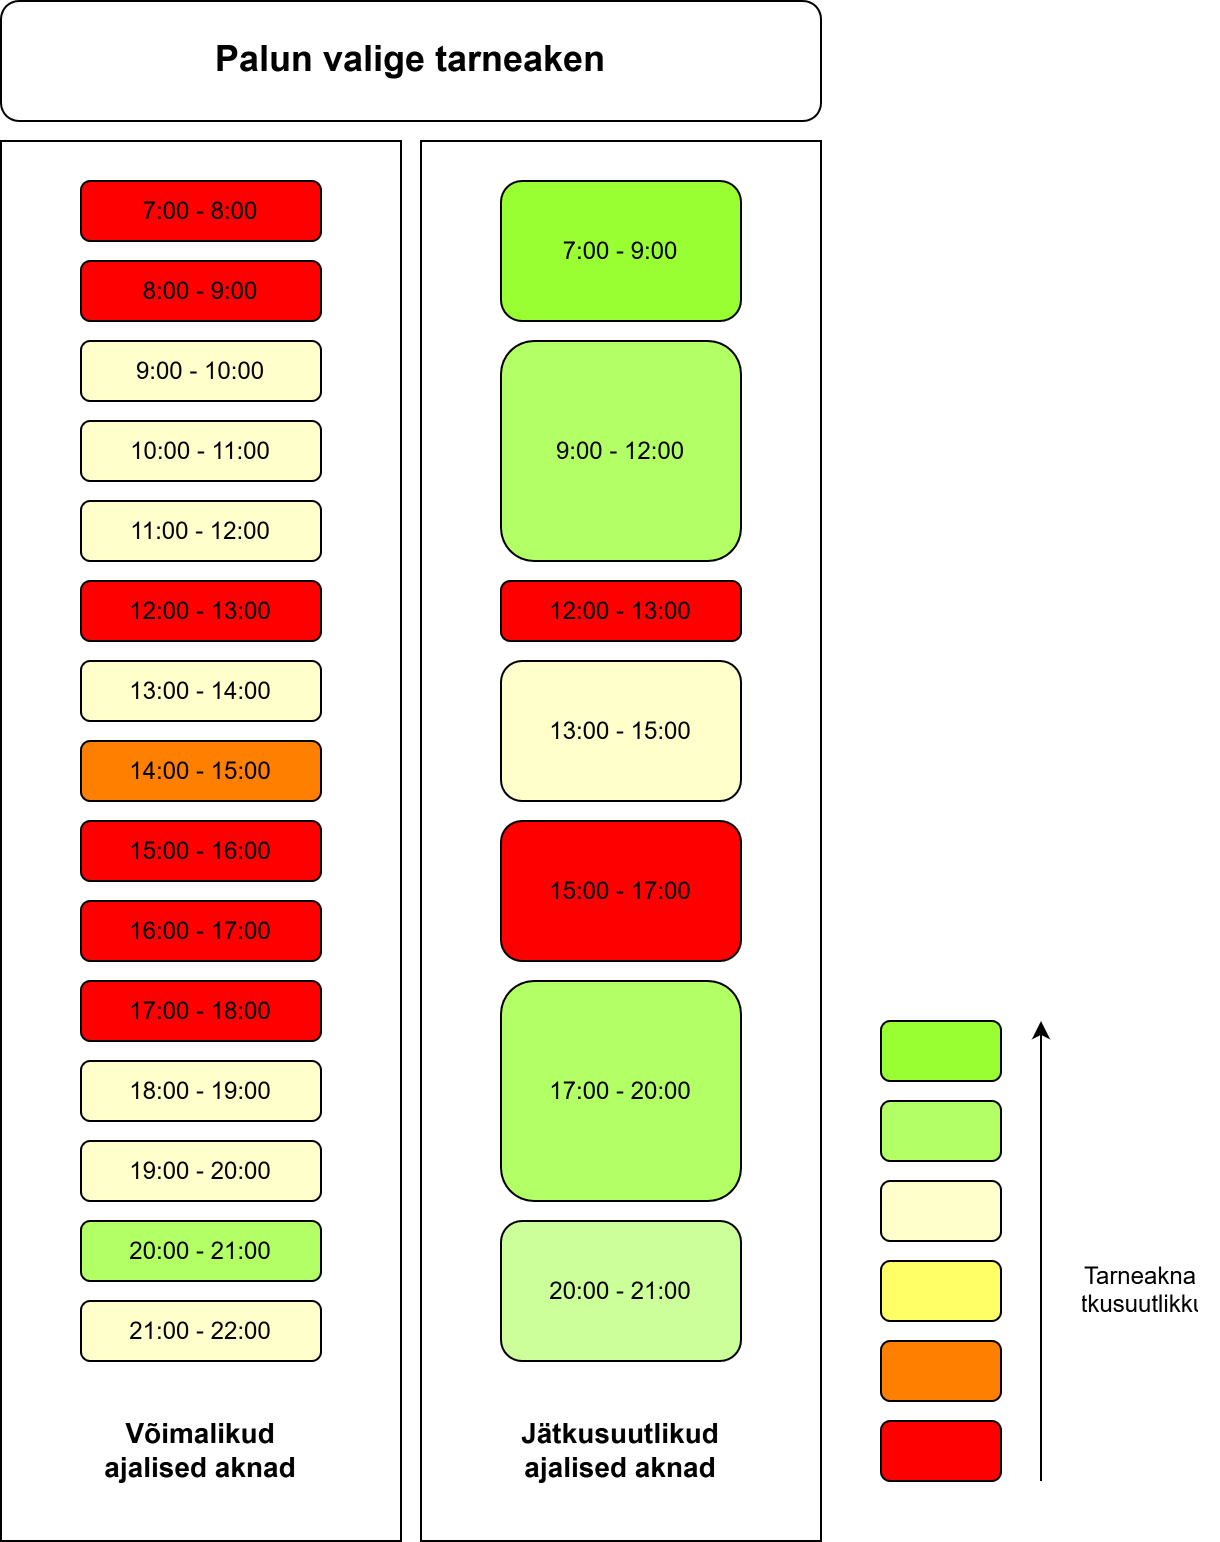 Palun valige tarneaken
7:00 - 8:00
8:00 - 9:00
9:00 - 10:00
10:00 - 11:00
11:00 - 12:00
12:00 - 13:00
13:00 - 14:00
14:00 - 15:00
15:00 - 16:00
16:00 - 17:00
17:00 - 18:00
18:00 - 19:00
19:00 - 20:00
20:00 - 21:00
21:00 - 22:00
Võimalikud
ajalised aknad
7:00 - 9:00
9:00 - 12:00
12:00 - 13:00
13:00 - 15:00
15:00 - 17:00
17:00 - 20:00
20:00 - 21:00
Jätkusuutlikud
ajalised aknad
Tarneakna